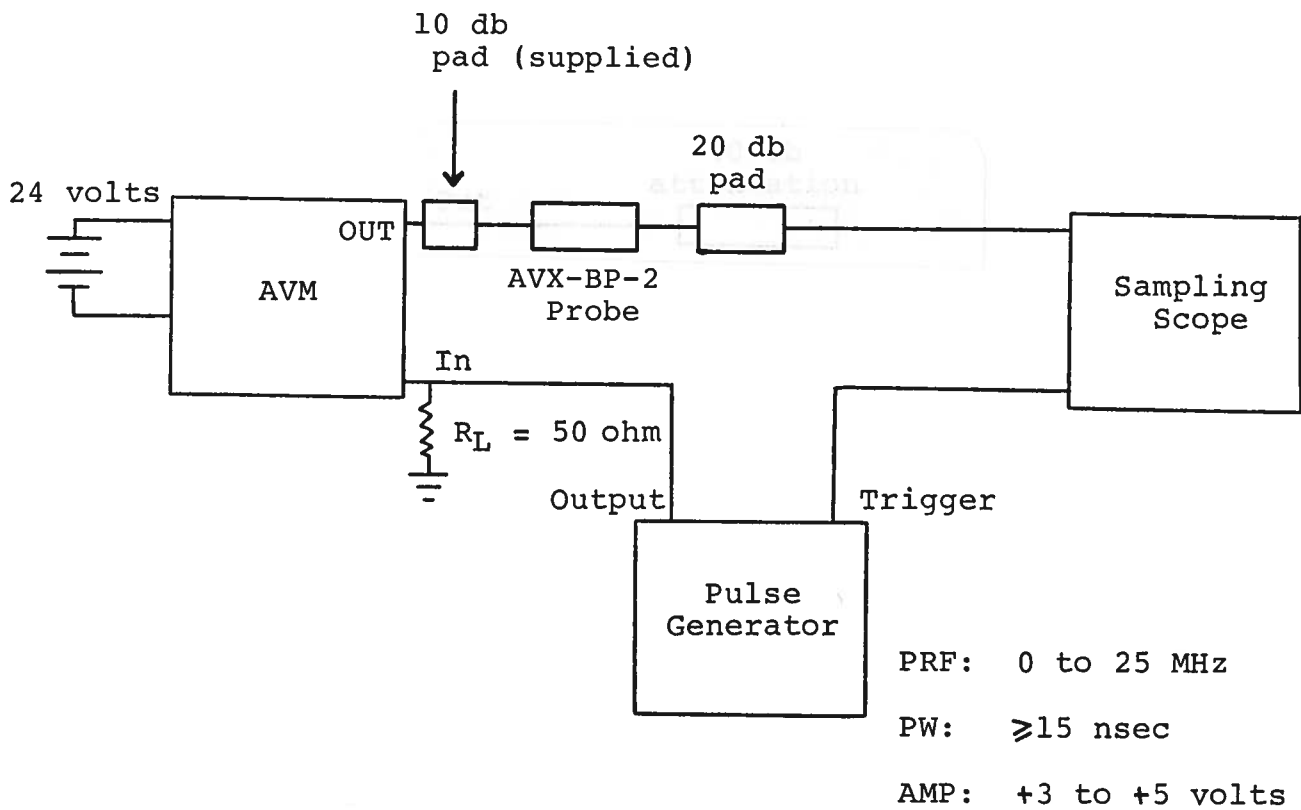 10 db
pad (supplied)
20 db
pad
24 volts
OUT
AVM
AVX-BP-2
Probe
Sampling
Scope
In
R_L = 50 ohm
Output
Trigger
Pulse
Generator
PRF: 0 to 25 MHz
PW: ⩾15 nsec
AMP: +3 to +5 volts